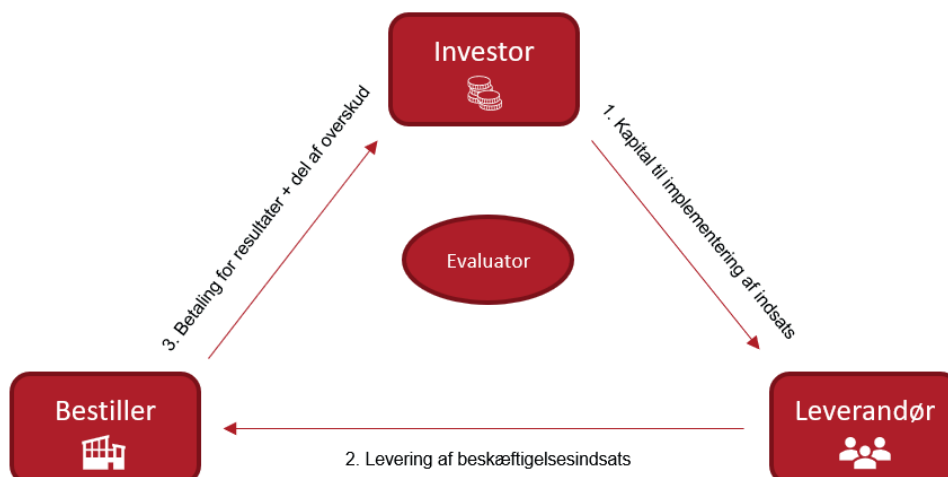 Investor
1. Kapital til implementering af indsats
3. Betaling for resultater + del af overskud
Evaluator
Bestiller
Leverandør
2. Levering af beskæftigelsesindsats